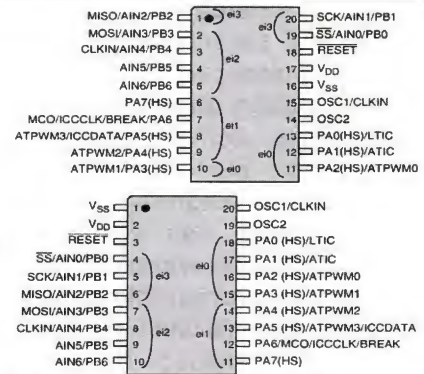 MISO/AIN2/PB2 1 ei3 ei3 20 SCK/AIN1/PB1
MOSI/AIN3/PB3 2 19 SS/AIN0/PB0
CLKIN/AIN4/PB4 3 18 RESET
AIN5/PB5 4 ei2 17 VDD
AIN6/PB6 5 16 VSS
PA7(HS) 6 15 OSC1/CLKIN
MCO/ICCCLK/BREAK/PA6 7 ei1 14 OSC2
ATPWM3/ICCDATA/PA5(HS) 8 13 PA0(HS)/LTIC
ATPWM2/PA4(HS) 9 ei0 12 PA1(HS)/ATIC
ATPWM1/PA3(HS) 10 ei0 11 PA2(HS)/ATPWM0
VSS 1 20 OSC1/CLKIN
VDD 2 19 OSC2
RESET 3 18 PA0 (HS)/LTIC
SS/AIN0/PB0 4 ei0 17 PA1 (HS)/ATIC
SCK/AIN1/PB1 5 ei3 16 PA2 (HS)/ATPWM0
MISO/AIN2/PB2 6 15 PA3 (HS)/ATPWM1
MOSI/AIN3/PB3 7 14 PA4 (HS)/ATPWM2
CLKIN/AIN4/PB4 8 ei2 ei1 13 PA5 (HS)/ATPWM3/ICCDATA
AIN5/PB5 9 12 PA6/MCO/ICCCLK/BREAK
AIN6/PB6 10 11 PA7(HS)